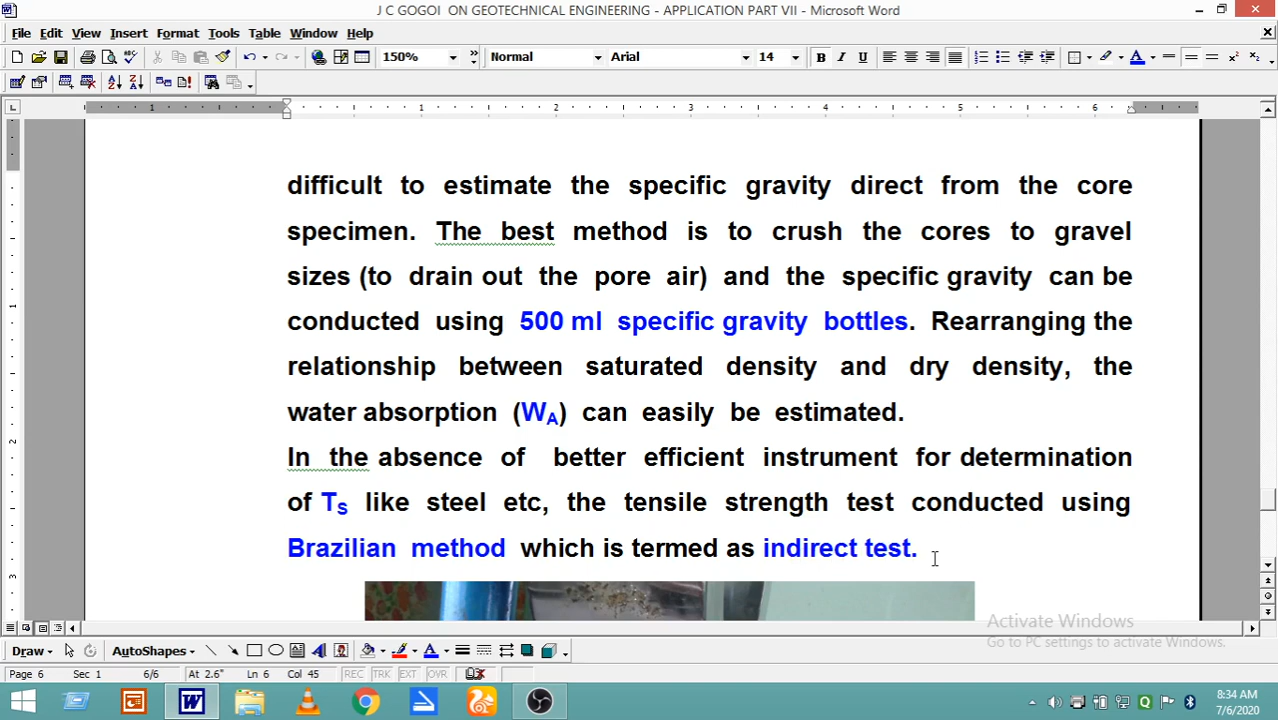 J C GOGOI ON GEOTECHNICAL ENGINEERING - APPLICATION PART VII - Microsoft Word
File Edit View Insert Format Tools Table Window Help
150% Normal Arial 14 B I U
1 1 2 3 4 5 6
difficult to estimate the specific gravity direct from the core
specimen. The best method is to crush the cores to gravel
sizes (to drain out the pore air) and the specific gravity can be
conducted using 500 ml specific gravity bottles. Rearranging the
relationship between saturated density and dry density, the
water absorption (WA) can easily be estimated.
In the absence of better efficient instrument for determination
of TS like steel etc, the tensile strength test conducted using
Brazilian method which is termed as indirect test.
Activate Windows
Go to PC settings to activate Windows.
Draw AutoShapes
Page 6 Sec 1 6/6 At 2.6" Ln 6 Col 45 REC TRK EXT OVR
8:34 AM
7/6/2020